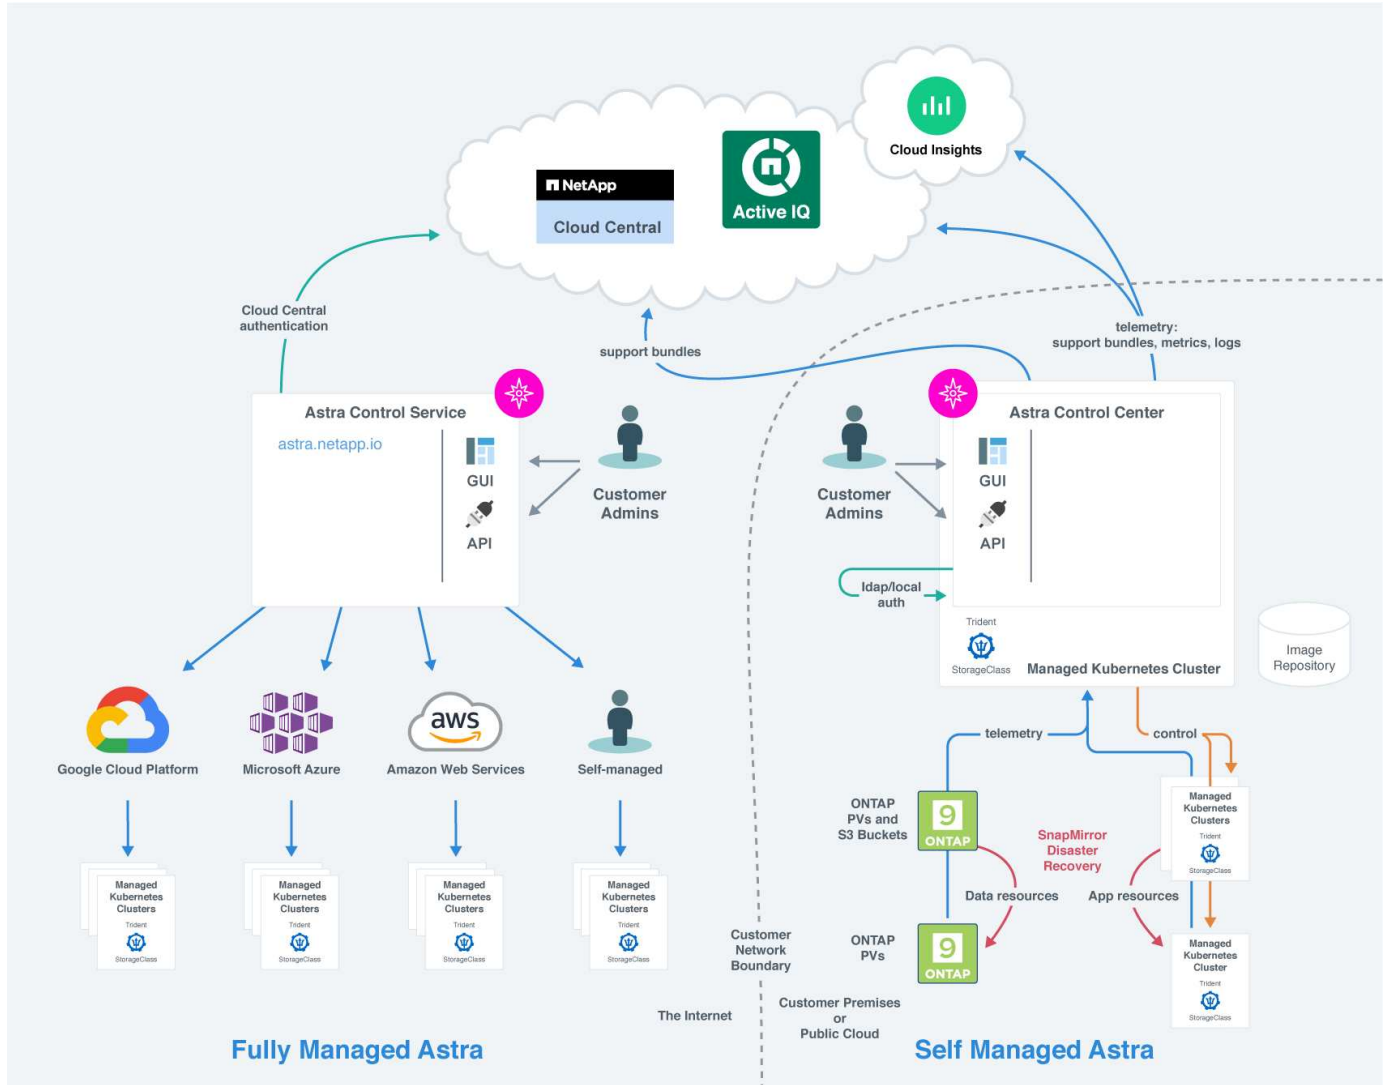 Cloud Insights
NetApp
Cloud Central
Active IQ
Cloud Central
authentication
support bundles
telemetry:
support bundles, metrics, logs
Astra Control Service
astra.netapp.io
GUI
API
Customer
Admins
Customer
Admins
Astra Control Center
GUI
API
ldap/local
auth
Trident
StorageClass
Managed Kubernetes Cluster
Image
Repository
Google Cloud Platform
Microsoft Azure
aws
Amazon Web Services
Self-managed
telemetry
control
Managed
Kubernetes
Clusters
Trident
StorageClass
Managed
Kubernetes
Clusters
Trident
StorageClass
Managed
Kubernetes
Clusters
Trident
StorageClass
Managed
Kubernetes
Clusters
Trident
StorageClass
ONTAP
PVs and
S3 Buckets
9
ONTAP
SnapMirror
Disaster
Recovery
Managed
Kubernetes
Clusters
Trident
StorageClass
Data resources
App resources
ONTAP
PVs
9
ONTAP
Managed
Kubernetes
Cluster
Trident
StorageClass
Customer
Network
Boundary
The Internet
Customer Premises
or
Public Cloud
Fully Managed Astra
Self Managed Astra